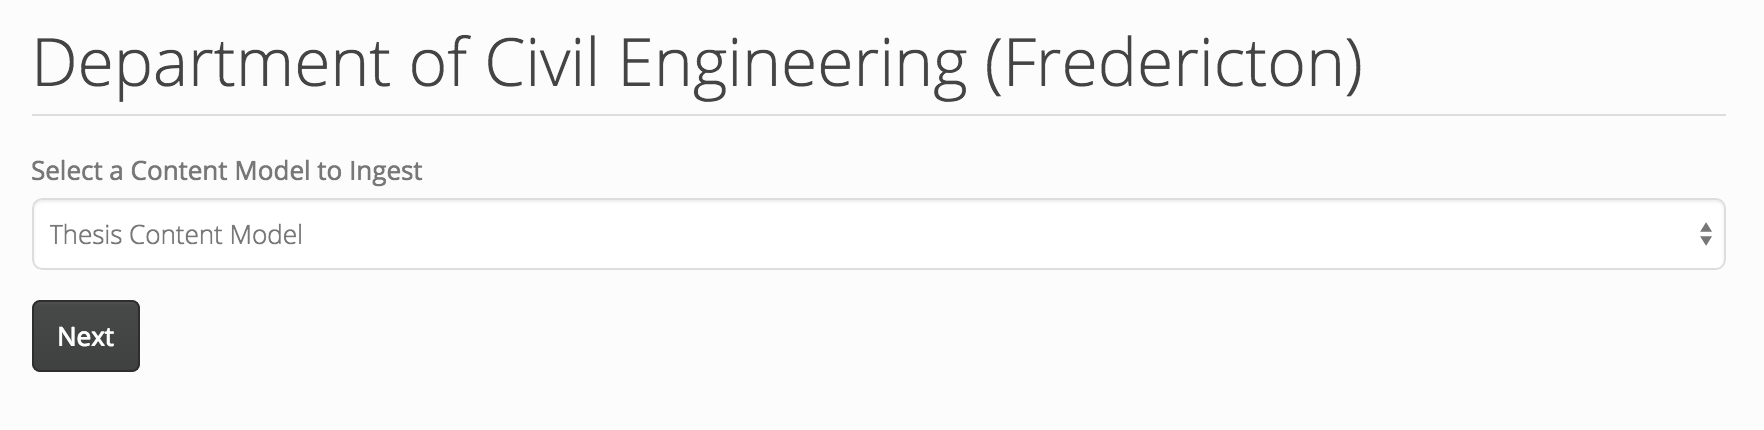 Department of Civil Engineering (Fredericton)
Select a Content Model to Ingest
Thesis Content Model
Next